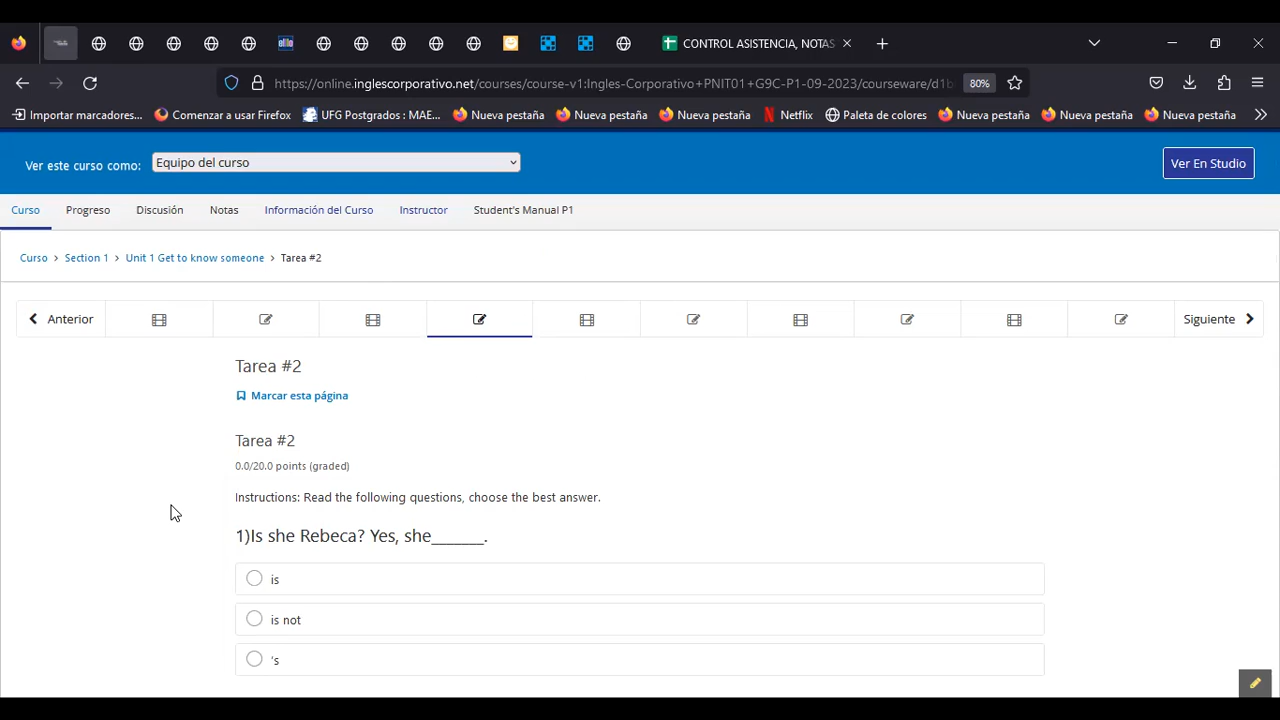 elllo
CONTROL ASISTENCIA, NOTAS
https://online.inglescorporativo.net/courses/course-v1:Ingles-Corporativo+PNIT01+G9C-P1-09-2023/courseware/d1b
80%
Importar marcadores...
Comenzar a usar Firefox
UFG Postgrados : MAE...
Nueva pestaña
Nueva pestaña
Nueva pestaña
Netflix
Paleta de colores
Nueva pestaña
Nueva pestaña
Nueva pestaña
Ver este curso como:
Equipo del curso
Ver En Studio
Curso
Progreso
Discusión
Notas
Información del Curso
Instructor
Student's Manual P1
Curso > Section 1 > Unit 1 Get to know someone > Tarea #2
Anterior
Siguiente
Tarea #2
Marcar esta página
Tarea #2
0.0/20.0 points (graded)
Instructions: Read the following questions, choose the best answer.
1)Is she Rebeca? Yes, she_______.
is
is not
's